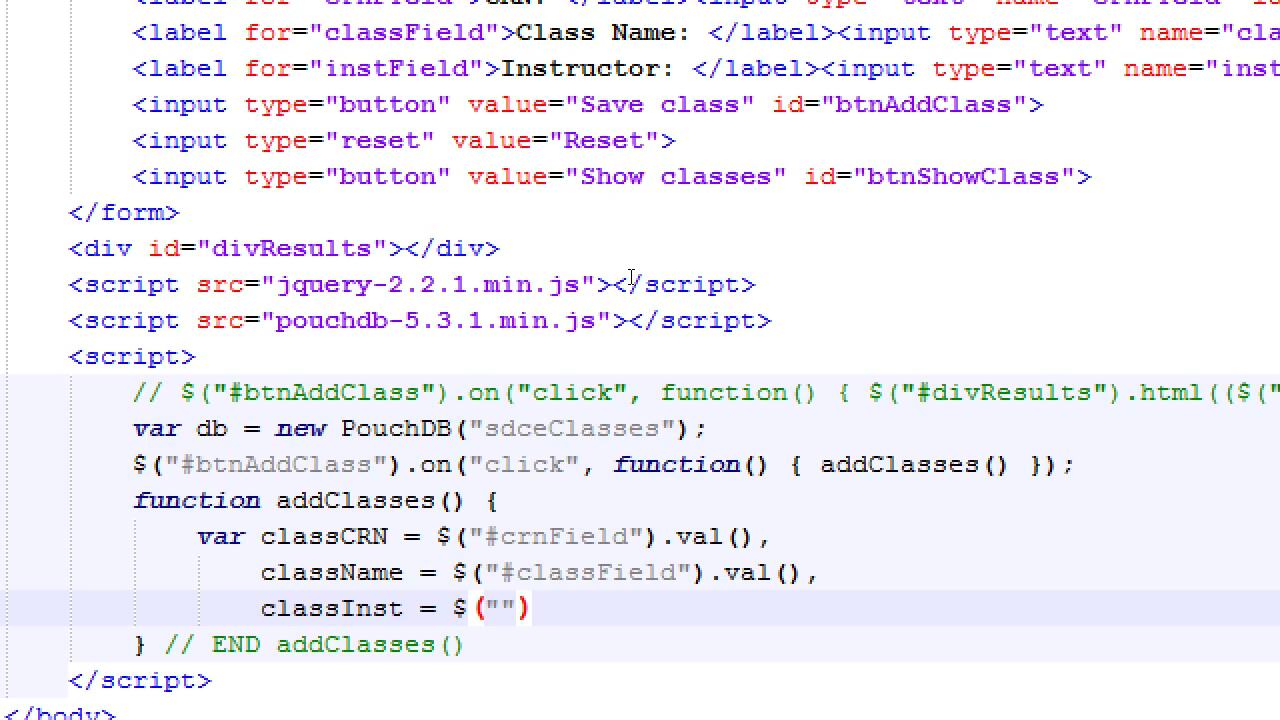 <label for="classField">Class Name: </label><input type="text" name="cla
<label for="instField">Instructor: </label><input type="text" name="inst
<input type="button" value="Save class" id="btnAddClass">
<input type="reset" value="Reset">
<input type="button" value="Show classes" id="btnShowClass">
</form>
<div id="divResults"></div>
<script src="jquery-2.2.1.min.js"></script>
<script src="pouchdb-5.3.1.min.js"></script>
<script>
// $("#btnAddClass").on("click", function() { $("#divResults").html(($("
var db = new PouchDB("sdceClasses");
$("#btnAddClass").on("click", function() { addClasses() });
function addClasses() {
var classCRN = $("#crnField").val(),
className = $("#classField").val(),
classInst = $("")
} // END addClasses()
</script>
</body>